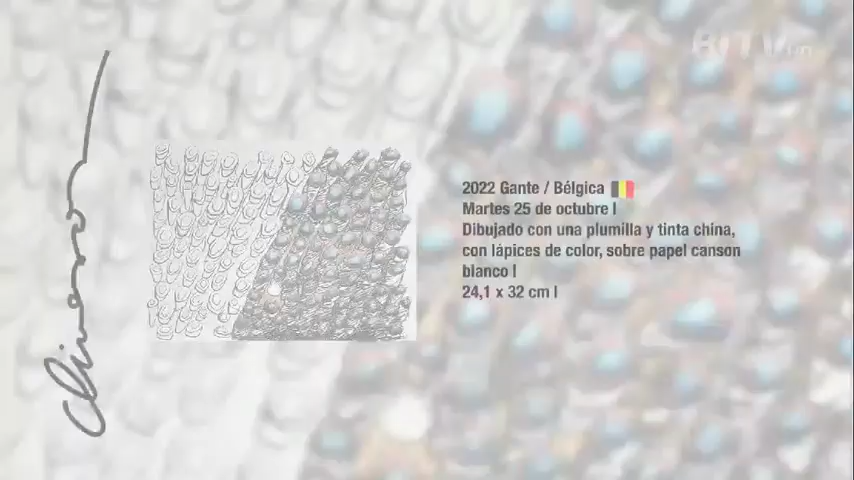 2022 Gante / Bélgica
Martes 25 de octubre |
Dibujado con una plumilla y tinta china,
con lápices de color, sobre papel canson
blanco |
24,1 x 32 cm |